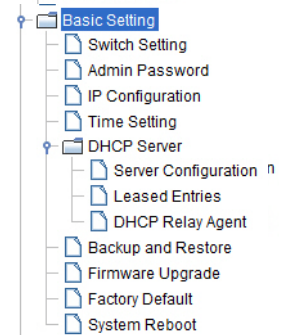 Basic Setting
Switch Setting
Admin Password
IP Configuration
Time Setting
DHCP Server
Server Configuration n
Leased Entries
DHCP Relay Agent
Backup and Restore
Firmware Upgrade
Factory Default
System Reboot